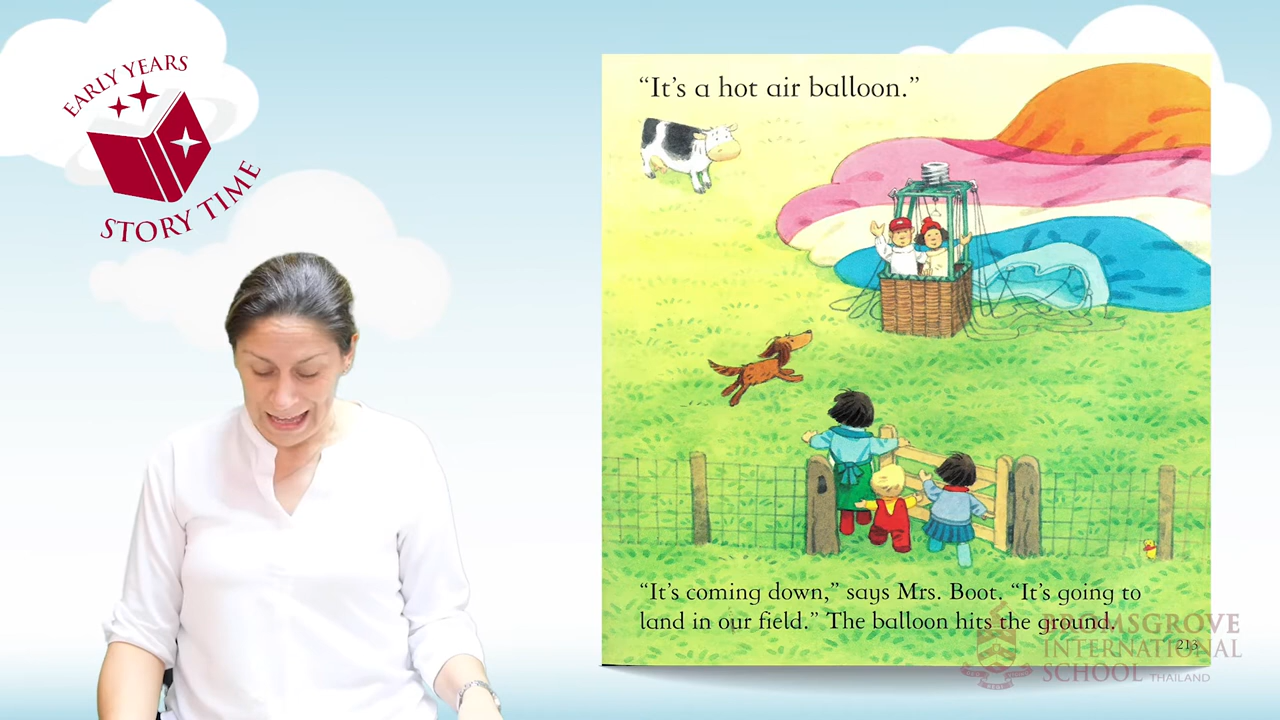 EARLY YEARS
STORY TIME
“It’s a hot air balloon.”
“It’s coming down,” says Mrs. Boot. “It’s going to
land in our field.” The balloon hits the ground.
213
BROMSGROVE
INTERNATIONAL
SCHOOL THAILAND